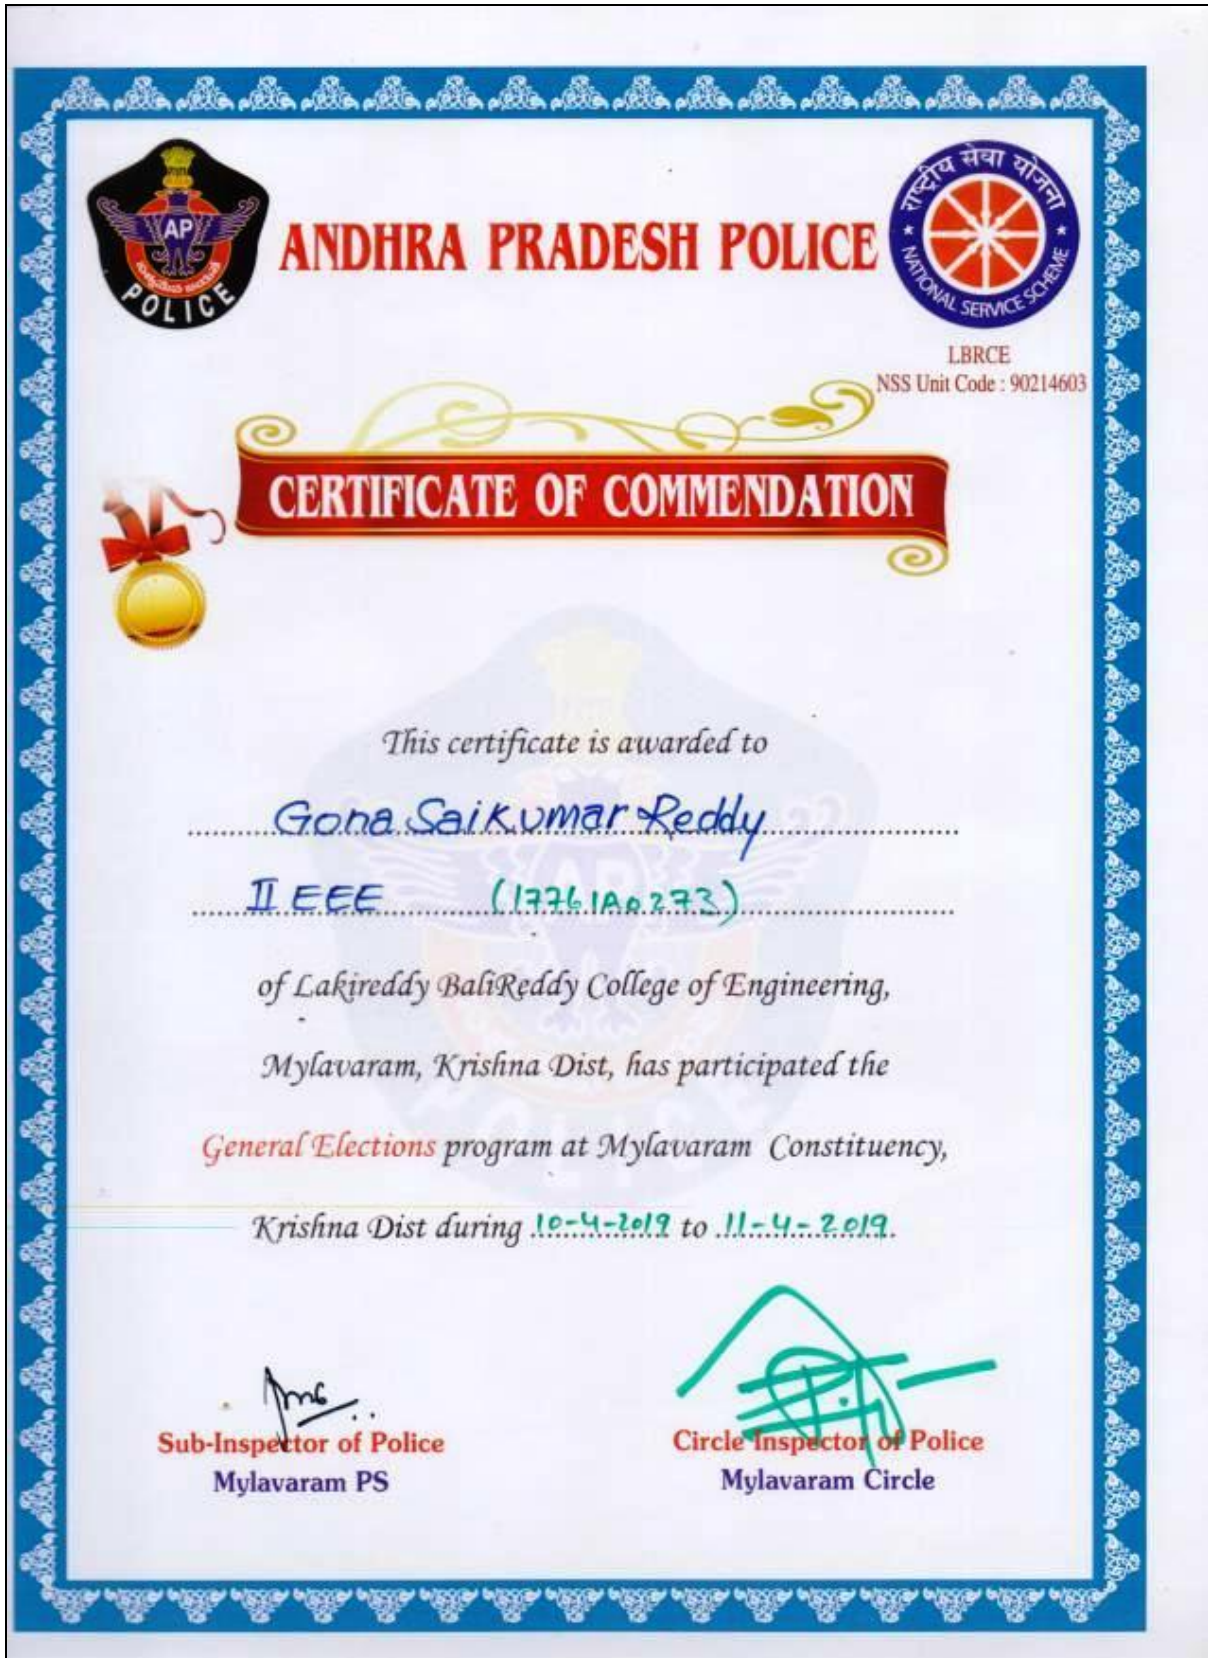 ANDHRA PRADESH POLICE
AP
POLICE
राष्ट्रीय सेवा योजना
NATIONAL SERVICE SCHEME
LBRCE
NSS Unit Code : 90214603
CERTIFICATE OF COMMENDATION
This certificate is awarded to
Gona Saikumar Reddy
II EEE (17761A0273)
of Lakireddy BaliReddy College of Engineering,
Mylavaram, Krishna Dist, has participated the
General Elections program at Mylavaram Constituency,
Krishna Dist during 10-4-2019 to 11-4-2019.
Sub-Inspector of Police
Mylavaram PS
Circle Inspector of Police
Mylavaram Circle